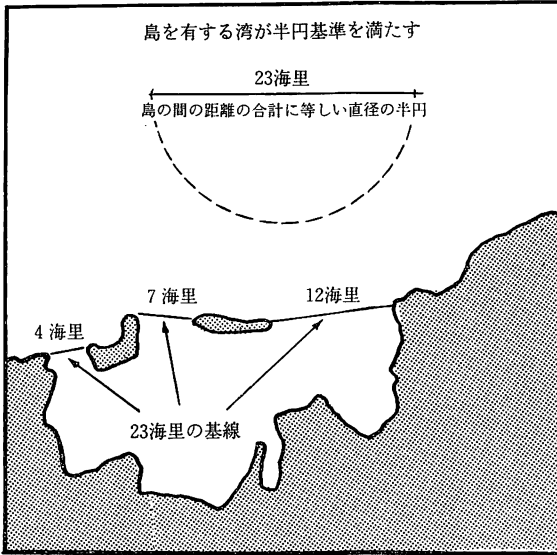 島を有する湾が半円基準を満たす
23海里
島の間の距離の合計に等しい直径の半円
7海里
12海里
4海里
23海里の基線